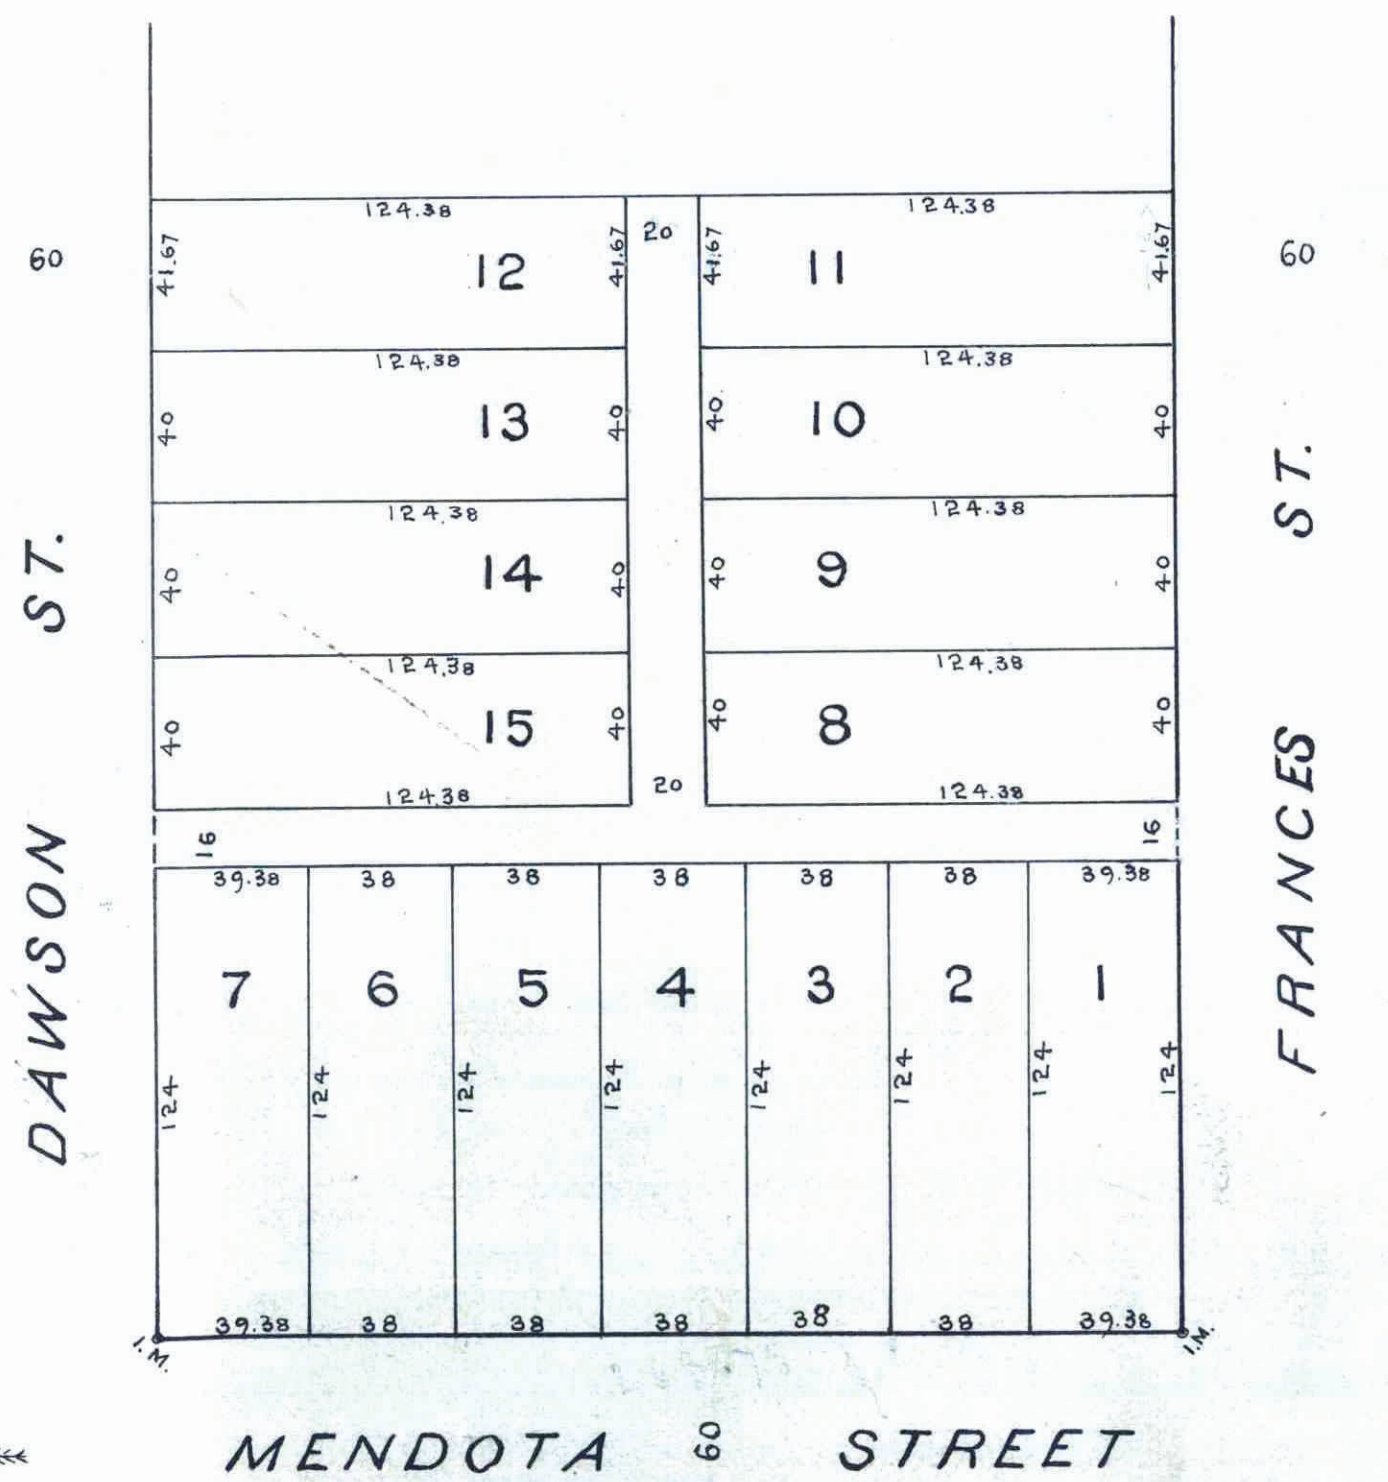 124.38 124.38
60 41.67 12 41.67 20 41.67 11 41.67 60
124.38 124.38
40 13 40 40 10 40
124.38 124.38
40 14 40 40 9 40
124.38 124.38
40 15 40 40 8 40
124.38 20 124.38
16 16
39.38 38 38 38 38 38 39.38
7 6 5 4 3 2 1
124 124 124 124 124 124 124 124
39.38 38 38 38 38 38 39.38
I.M. I.M.
DAWSON ST.
FRANCES ST.
MENDOTA 60 STREET